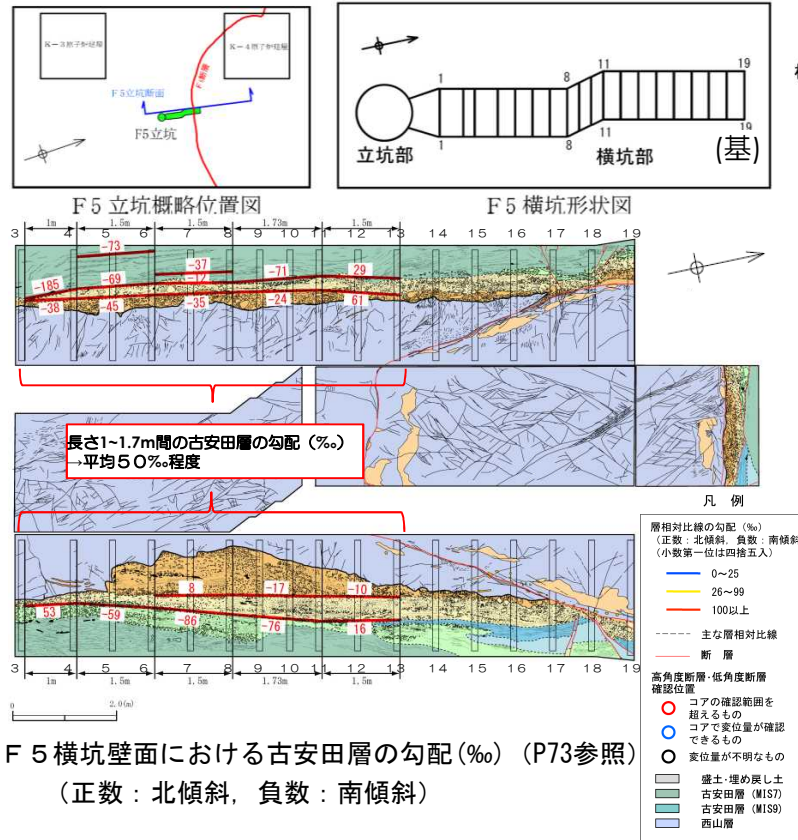 K-3原子炉建屋
K-4原子炉建屋
F5断層
F5立坑断面
F5立坑
F5 立坑概略位置図
1 8 11 19
1 8 11 19
立坑部
横坑部
(基)
F5 横坑形状図
1m 1.5m 1.5m 1.73m 1.5m
3 4 5 6 7 8 9 10 11 12 13 14 15 16 17 18 19
-73
-37
-185 -69 -12 -71 29
-38 -45 -35 -24 61
長さ1~1.7m間の古安田層の勾配(‰)
→平均50‰程度
8 -17 -10
53 -59 -86 -76 16
3 4 5 6 7 8 9 10 11 12 13 14 15 16 17 18 19
1m 1.5m 1.5m 1.73m 1.5m
0 2.0(m)
凡 例
層相対比線の勾配(‰)
(正数:北傾斜, 負数:南傾斜)
(小数第一位は四捨五入)
0~25
26~99
100以上
主な層相対比線
断 層
高角度断層・低角度断層
確認位置
コアの確認範囲を
超えるもの
コアで変位量が確認
できるもの
変位量が不明なもの
盛土・埋め戻し土
古安田層(MIS7)
古安田層(MIS9)
西山層
F5横坑壁面における古安田層の勾配(‰)(P73参照)
(正数:北傾斜, 負数:南傾斜)